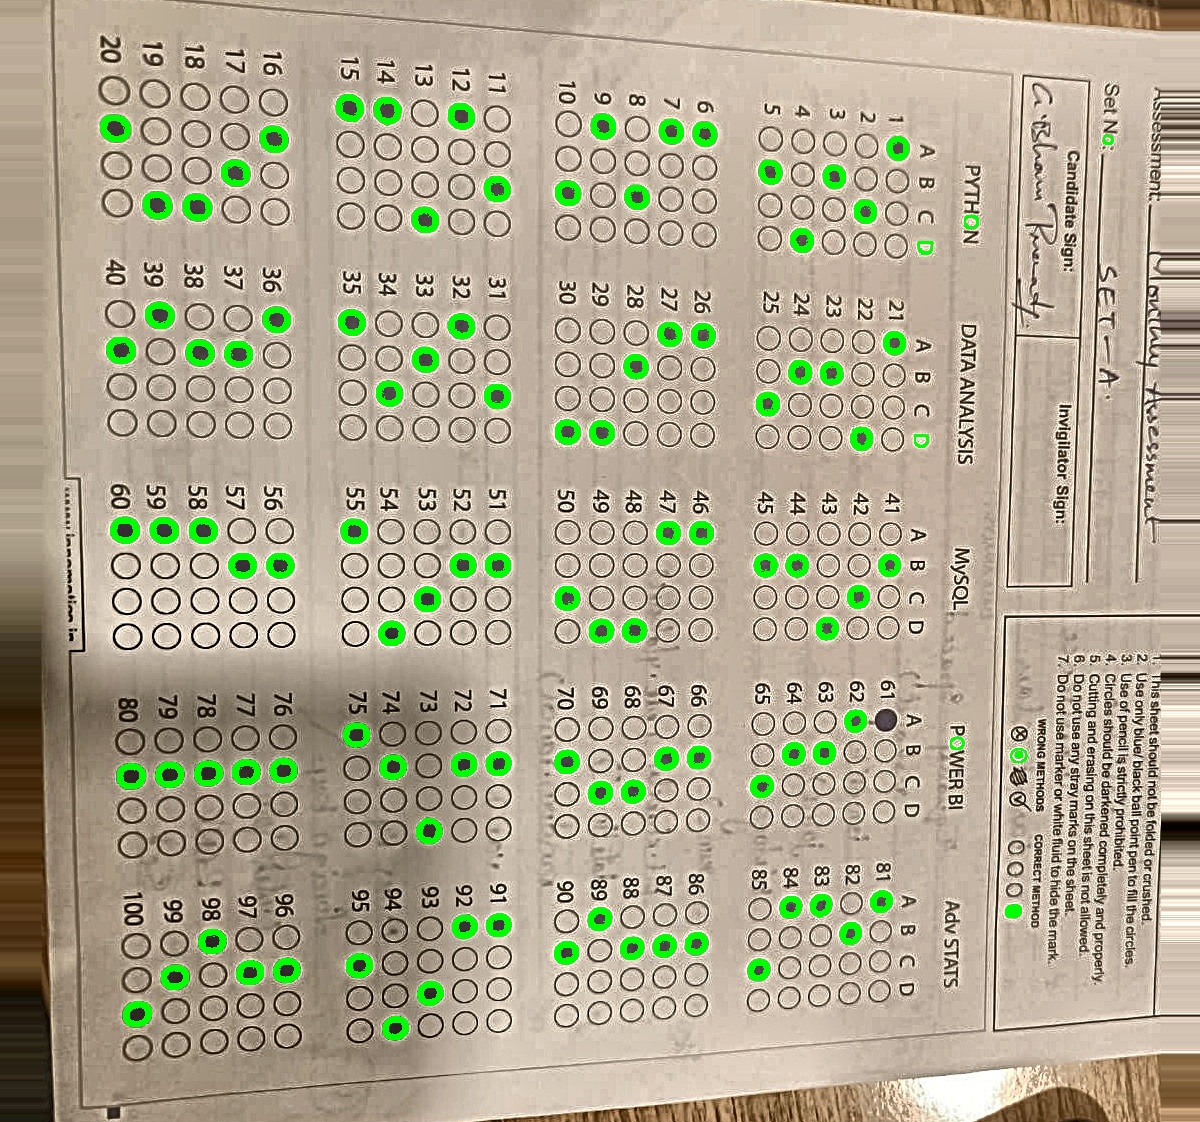 Assessment: Monthly Assessment
Set No: SET-A.
Candidate Sign:
Invigilator Sign:
1. This sheet should not be folded or crushed.
2. Use only blue/ black ball point pen to fill the circles.
3. Use of pencil is strictly prohibited.
4. Circles should be darkened completely and properly.
5. Cutting and erasing on this sheet is not allowed.
6. Do not use any stray marks on the sheet.
7. Do not use marker or white fluid to hide the mark.
WRONG METHODS CORRECT METHOD
PYTHON DATA ANALYSIS MySQL POWER BI Adv STATS
A B C D A B C D A B C D A B C D A B C D
1 21 41 61 81
2 22 42 62 82
3 23 43 63 83
4 24 44 64 84
5 25 45 65 85
6 26 46 66 86
7 27 47 67 87
8 28 48 68 88
9 29 49 69 89
10 30 50 70 90
11 31 51 71 91
12 32 52 72 92
13 33 53 73 93
14 34 54 74 94
15 35 55 75 95
16 36 56 76 96
17 37 57 77 97
18 38 58 78 98
19 39 59 79 99
20 40 60 80 100